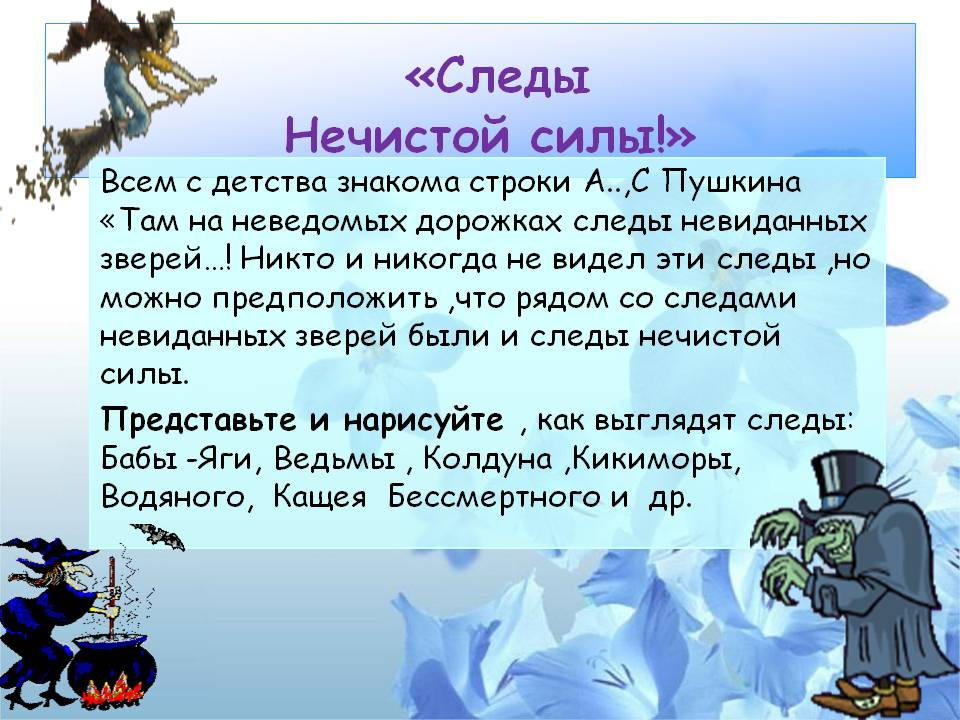 «Следы
Нечистой силы!»
Всем с детства знакома строки А..,С Пушкина
«Там на неведомых дорожках следы невиданных
зверей...! Никто и никогда не видел эти следы ,но
можно предположить ,что рядом со следами
невиданных зверей были и следы нечистой
силы.
Представьте и нарисуйте , как выглядят следы:
Бабы -Яги, Ведьмы , Колдуна ,Кикиморы,
Водяного, Кащея Бессмертного и др.